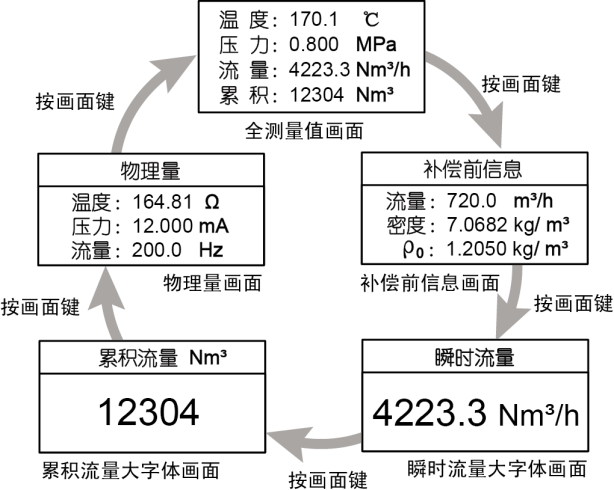 温 度：170.1 ℃
压 力：0.800 MPa
流 量：4223.3 Nm³/h
累 积：12304 Nm³
全测量值画面
按画面键
按画面键
物理量
温度：164.81 Ω
压力：12.000 mA
流量：200.0 Hz
物理量画面
补偿前信息
流量：720.0 m³/h
密度：7.0682 kg/ m³
ρ₀：1.2050 kg/ m³
补偿前信息画面
按画面键
按画面键
累积流量 Nm³
12304
累积流量大字体画面
瞬时流量
4223.3 Nm³/h
瞬时流量大字体画面
按画面键